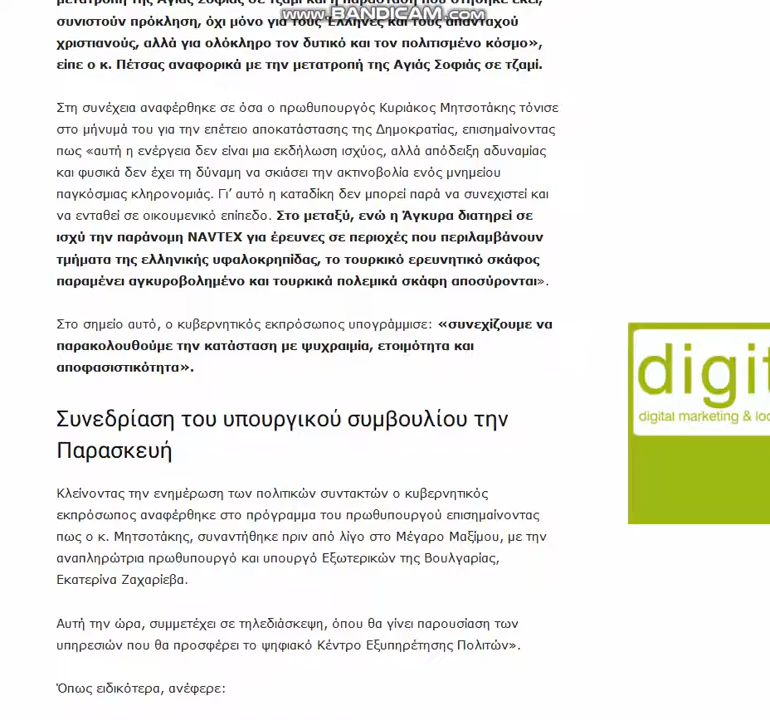 μετατροπή της Αγιάς Σοφιάς σε τζαμί και η παράσταση που στήθηκε εκεί,
www.BANDICAM.com
συνιστούν πρόκληση, όχι μόνο για τους Έλληνες και τους απανταχού
χριστιανούς, αλλά για ολόκληρο τον δυτικό και τον πολιτισμένο κόσμο»,
είπε ο κ. Πέτσας αναφορικά με την μετατροπή της Αγιάς Σοφιάς σε τζαμί.
Στη συνέχεια αναφέρθηκε σε όσα ο πρωθυπουργός Κυριάκος Μητσοτάκης τόνισε
στο μήνυμά του για την επέτειο αποκατάστασης της Δημοκρατίας, επισημαίνοντας
πως «αυτή η ενέργεια δεν είναι μια εκδήλωση ισχύος, αλλά απόδειξη αδυναμίας
και φυσικά δεν έχει τη δύναμη να σκιάσει την ακτινοβολία ενός μνημείου
παγκόσμιας κληρονομιάς. Γι’ αυτό η καταδίκη δεν μπορεί παρά να συνεχιστεί και
να ενταθεί σε οικουμενικό επίπεδο. Στο μεταξύ, ενώ η Άγκυρα διατηρεί σε
ισχύ την παράνομη NAVTEX για έρευνες σε περιοχές που περιλαμβάνουν
τμήματα της ελληνικής υφαλοκρηπίδας, το τουρκικό ερευνητικό σκάφος
παραμένει αγκυροβολημένο και τουρκικά πολεμικά σκάφη αποσύρονται».
Στο σημείο αυτό, ο κυβερνητικός εκπρόσωπος υπογράμμισε: «συνεχίζουμε να
παρακολουθούμε την κατάσταση με ψυχραιμία, ετοιμότητα και
αποφασιστικότητα».
digit
digital marketing & loc
Συνεδρίαση του υπουργικού συμβουλίου την
Παρασκευή
Κλείνοντας την ενημέρωση των πολιτικών συντακτών ο κυβερνητικός
εκπρόσωπος αναφέρθηκε στο πρόγραμμα του πρωθυπουργού επισημαίνοντας
πως ο κ. Μητσοτάκης, συναντήθηκε πριν από λίγο στο Μέγαρο Μαξίμου, με την
αναπληρώτρια πρωθυπουργό και υπουργό Εξωτερικών της Βουλγαρίας,
Εκατερίνα Ζαχαρίεβα.
Αυτή την ώρα, συμμετέχει σε τηλεδιάσκεψη, όπου θα γίνει παρουσίαση των
υπηρεσιών που θα προσφέρει το ψηφιακό Κέντρο Εξυπηρέτησης Πολιτών».
Όπως ειδικότερα, ανέφερε: